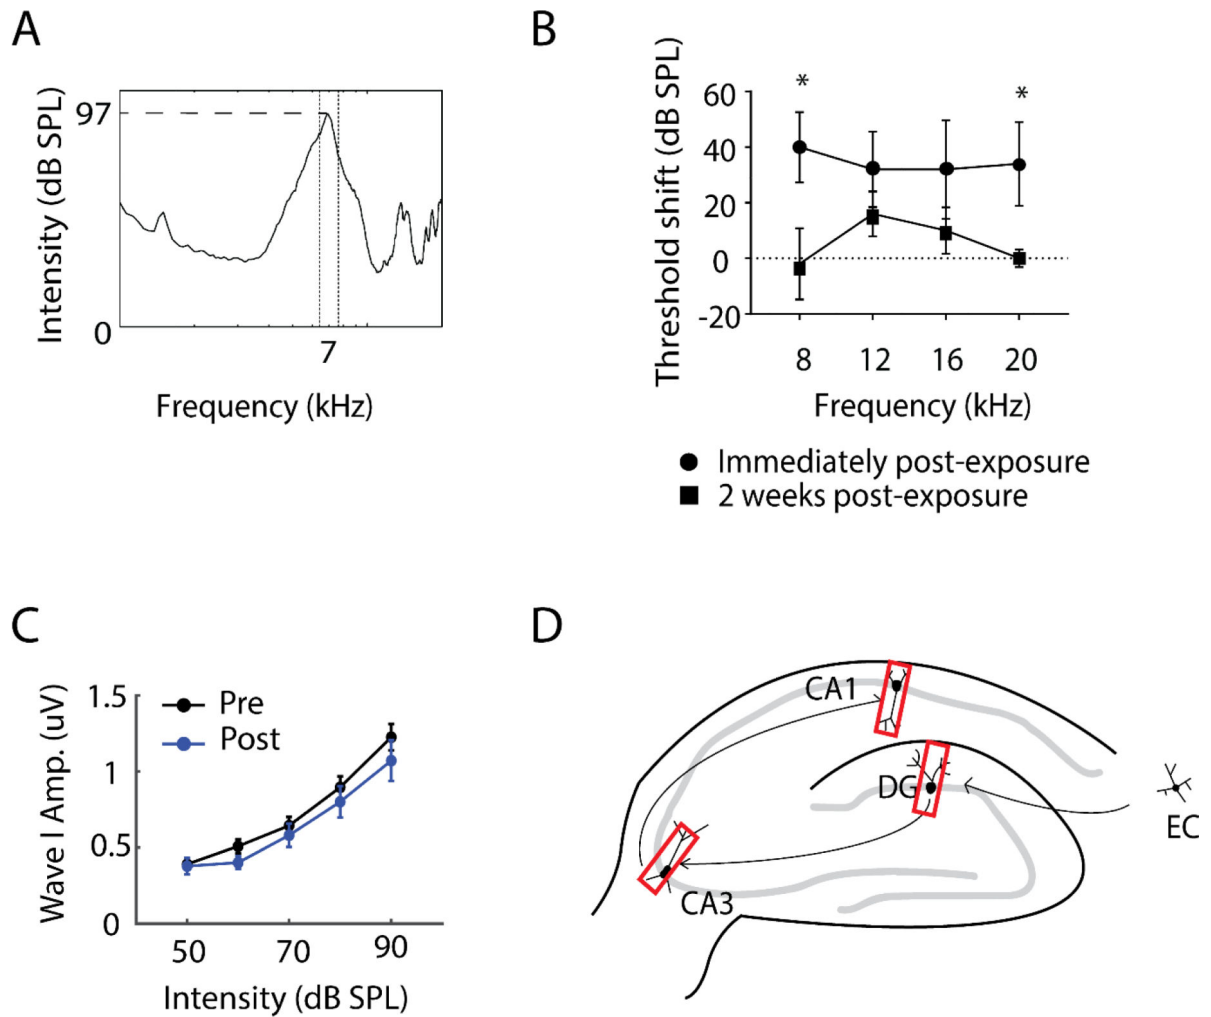 A
Intensity (dB SPL)
97
0
7
Frequency (kHz)
B
Threshold shift (dB SPL)
60
40
20
0
-20
*
*
8 12 16 20
Frequency (kHz)
Immediately post-exposure
2 weeks post-exposure
C
Wave I Amp. (uV)
1.5
1
0.5
0
Pre
Post
50 70 90
Intensity (dB SPL)
D
CA1
DG
EC
CA3